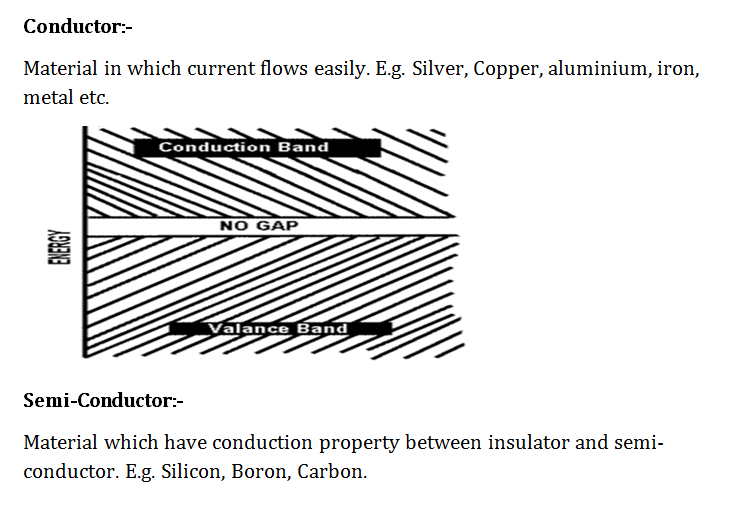 Conductor:-
Material in which current flows easily. E.g. Silver, Copper, aluminium, iron,
metal etc.
Conduction Band
NO GAP
ENERGY
Valance Band
Semi-Conductor:-
Material which have conduction property between insulator and semi-
conductor. E.g. Silicon, Boron, Carbon.